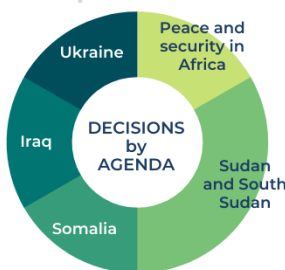 Peace and
security in
Africa
Ukraine
DECISIONS
by
AGENDA
Iraq
Sudan
and South
Sudan
Somalia